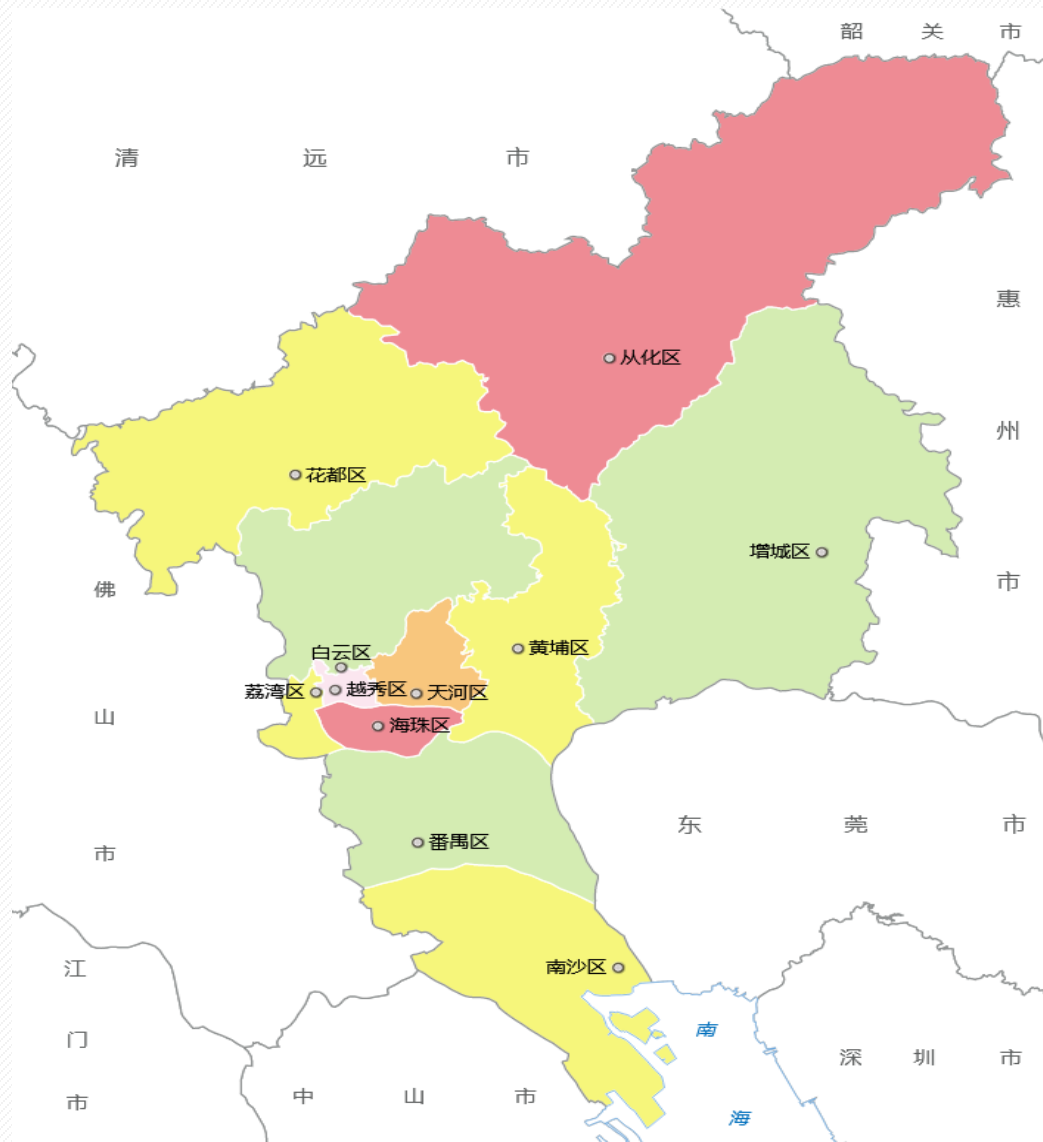 韶关市
清远市
惠州市
从化区
花都区
增城区
佛山市
白云区
黄埔区
荔湾区
越秀区
天河区
海珠区
东莞市
番禺区
南沙区
江门市
南海
深圳市
中山市